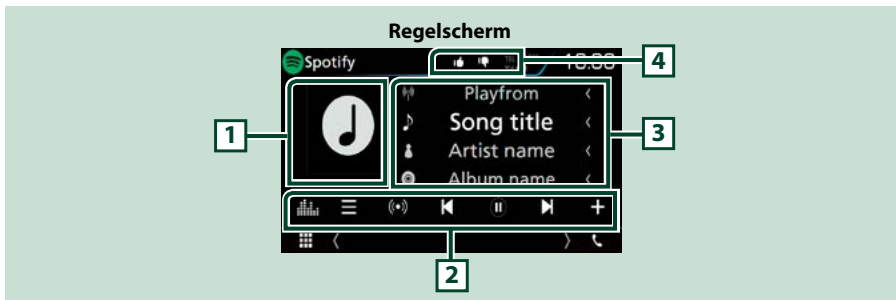 Regelscherm
Spotify
4
Playfrom
Song title
Artist name
Album name
1
3
2